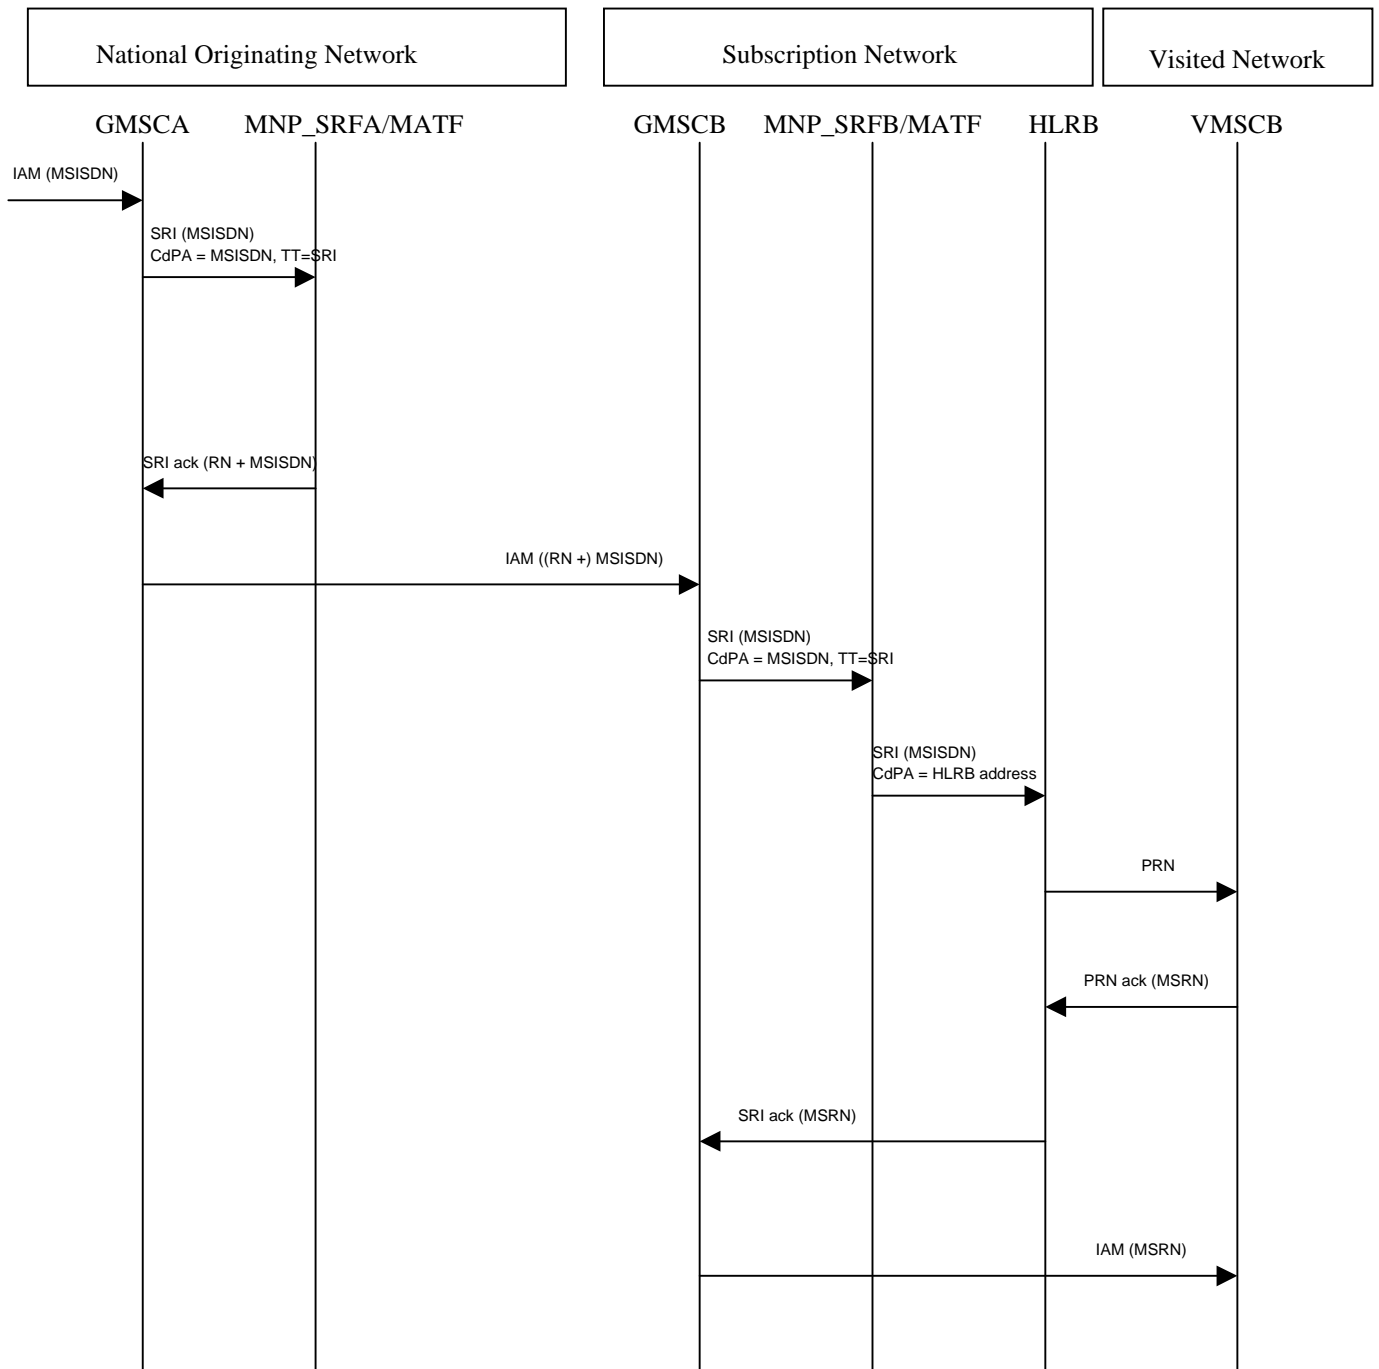 National Originating Network
Subscription Network
Visited Network
GMSCA
MNP_SRFA/MATF
GMSCB
MNP_SRFB/MATF
HLRB
VMSCB
IAM (MSISDN)
SRI (MSISDN)
CdPA = MSISDN, TT=SRI
SRI ack (RN + MSISDN)
IAM ((RN +) MSISDN)
SRI (MSISDN)
CdPA = MSISDN, TT=SRI
SRI (MSISDN)
CdPA = HLRB address
PRN
PRN ack (MSRN)
SRI ack (MSRN)
IAM (MSRN)